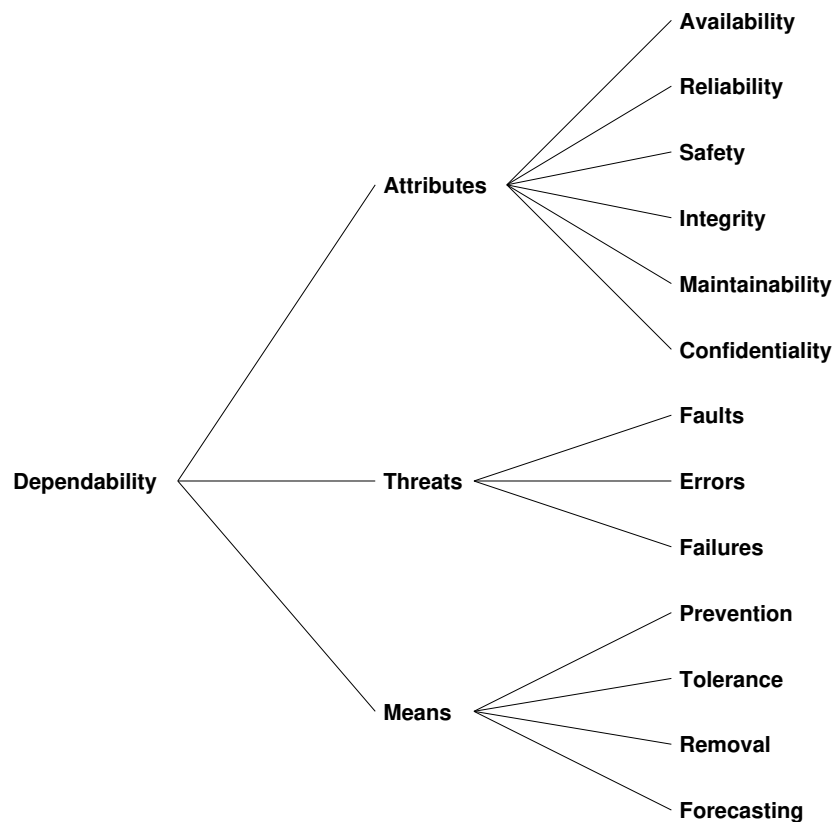 Availability
Reliability
Safety
Attributes
Integrity
Maintainability
Confidentiality
Faults
Dependability
Threats
Errors
Failures
Prevention
Tolerance
Means
Removal
Forecasting